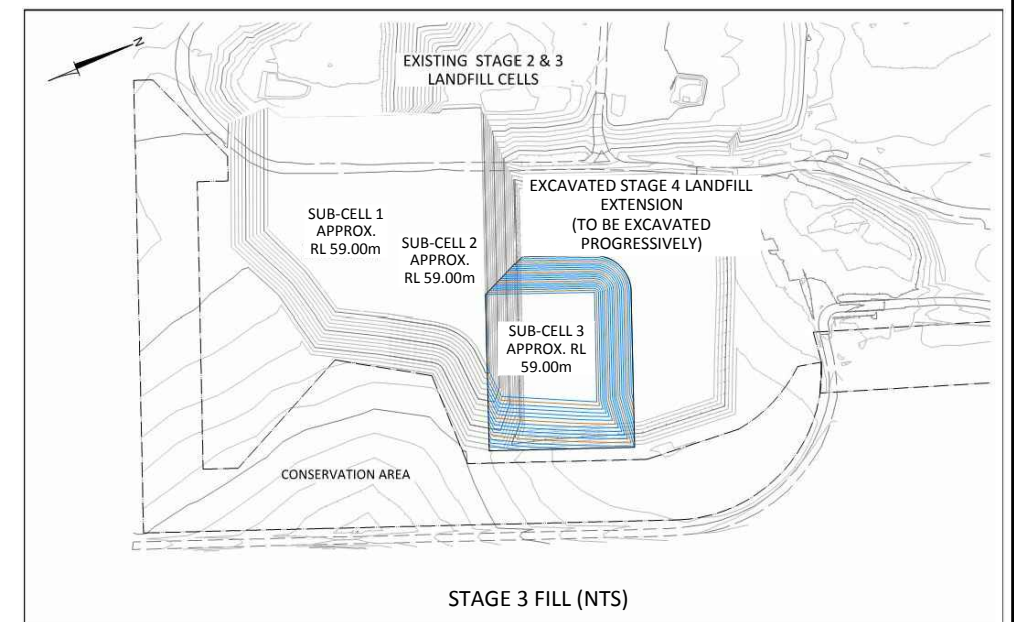 N
EXISTING STAGE 2 & 3
LANDFILL CELLS
EXCAVATED STAGE 4 LANDFILL
EXTENSION
(TO BE EXCAVATED
PROGRESSIVELY)
SUB-CELL 1
APPROX.
RL 59.00m
SUB-CELL 2
APPROX.
RL 59.00m
SUB-CELL 3
APPROX. RL
59.00m
CONSERVATION AREA
STAGE 3 FILL (NTS)